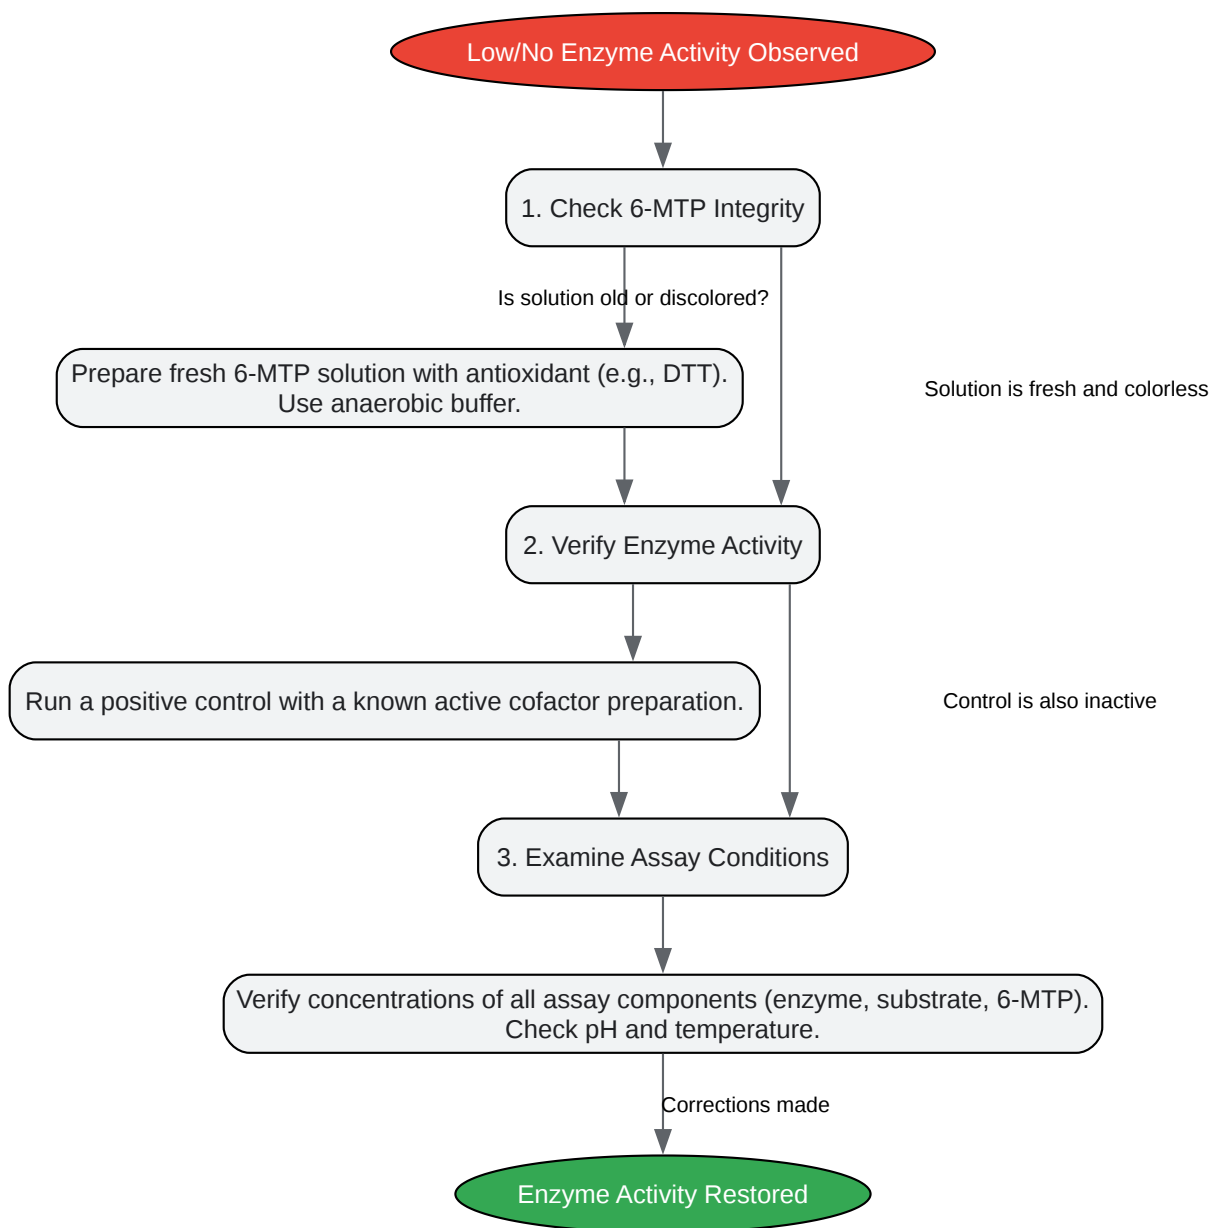 Low/No Enzyme Activity Observed
1. Check 6-MTP Integrity
Is solution old or discolored?
Prepare fresh 6-MTP solution with antioxidant (e.g., DTT).
Use anaerobic buffer.
Solution is fresh and colorless
2. Verify Enzyme Activity
Run a positive control with a known active cofactor preparation.
Control is also inactive
3. Examine Assay Conditions
Verify concentrations of all assay components (enzyme, substrate, 6-MTP).
Check pH and temperature.
Corrections made
Enzyme Activity Restored